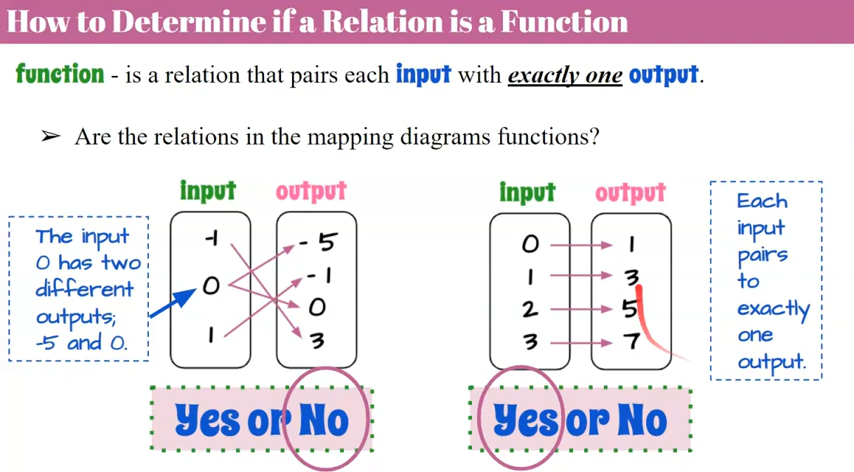 How to Determine if a Relation is a Function
function - is a relation that pairs each input with exactly one output.
➢ Are the relations in the mapping diagrams functions?
input output
The input
0 has two
different
outputs;
-5 and 0.
-1 - 5
0 - 1
1 0
3
Yes or No
input output
0 1
1 3
2 5
3 7
Yes or No
Each
input
pairs
to
exactly
one
output.